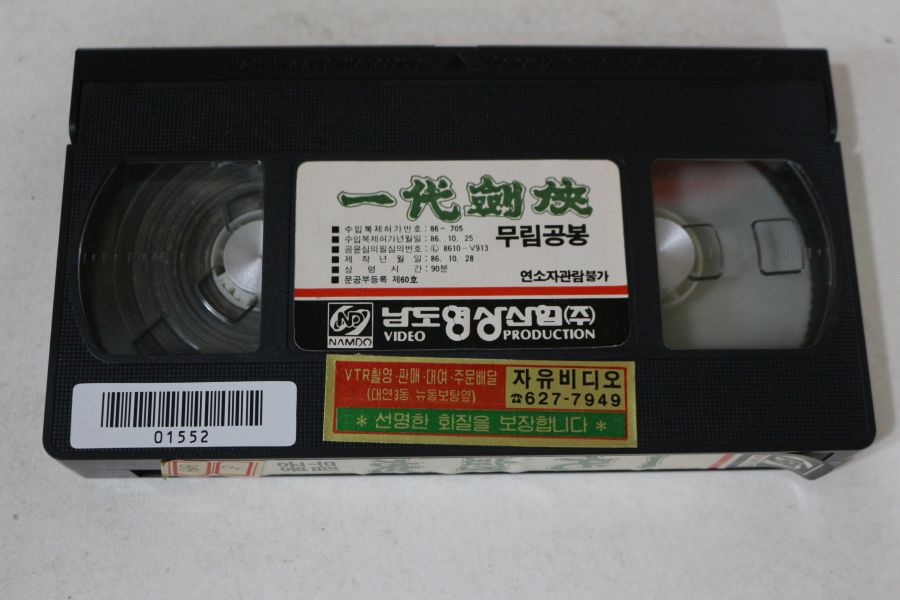 一代劍俠
무림공봉
■ 수입복제허가번호 : 86 - 705
■ 수입복제허가년월일 : 86. 10. 25
■ 공윤심의필심의번호 : Ⓛ 8610-V913
■ 제작년월일 : 86. 10. 28
■ 상영시간 : 90분
■ 문공부등록 제60호
연소자관람불가
NAMDO
남도영상산업(주)
VIDEO PRODUCTION
VTR촬영·판매·대여·주문배달
(대연3동 뉴동보팅옆)
자유비디오
☎627-7949
* 선명한 화질을 보장합니다 *
01552